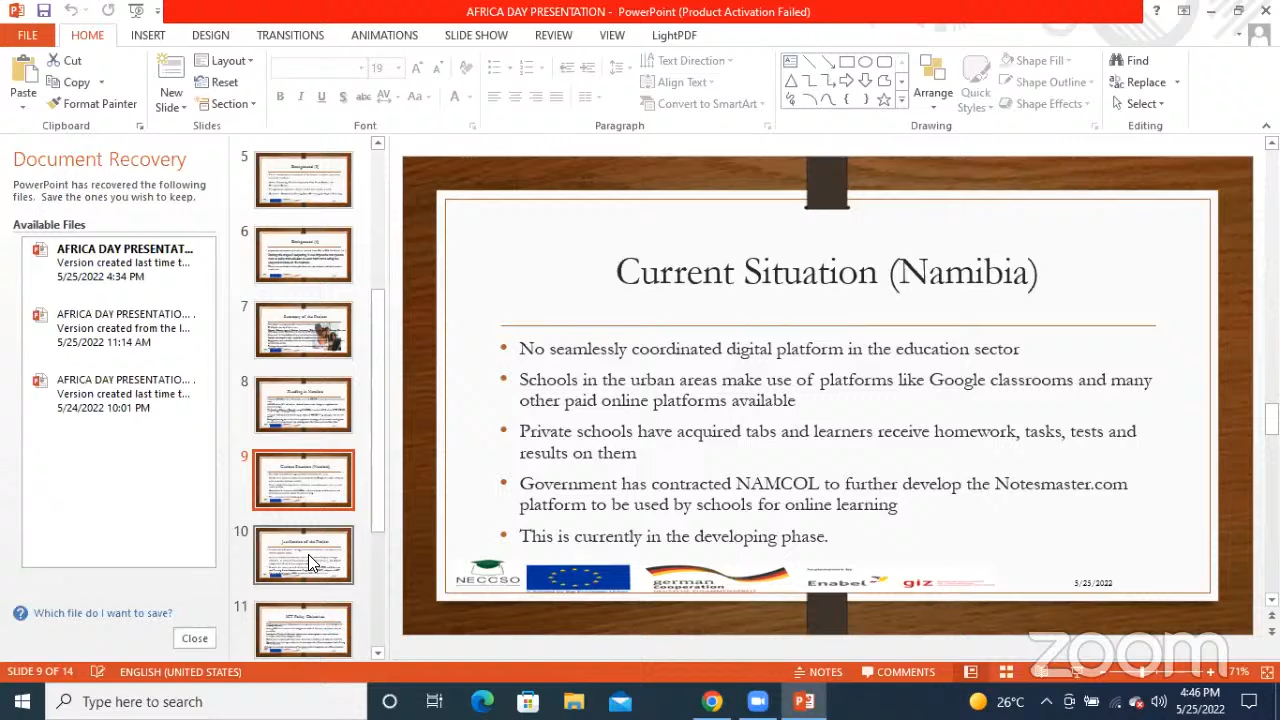 AFRICA DAY PRESENTATION - PowerPoint (Product Activation Failed)
FILE HOME INSERT DESIGN TRANSITIONS ANIMATIONS SLIDE SHOW REVIEW VIEW LightPDF
Paste
Cut
Copy
Format Painter
Clipboard
New
Slide
Layout
Reset
Section
Slides
19
Font
Text Direction
Align Text
Convert to SmartArt
Paragraph
Arrange
Quick
Styles
Shape Fill
Shape Outline
Shape Effects
Drawing
Find
Replace
Select
Editing
Document Recovery
PowerPoint has recovered the following
files. Save the ones you wish to keep.
Available Files
AFRICA DAY PRESENTAT...
Version created last time t...
5/25/2022 4:34 PM
AFRICA DAY PRESENTATIO...
Version created from the l...
5/25/2022 11:14 AM
AFRICA DAY PRESENTATIO...
Version created last time t...
5/24/2022 10:01 PM
Which file do I want to save?
Close
5
6
7
8
9
10
11
Current Situation (Namibia)
• No seamlessly coordinated digital platform in the education sector
• Schools in the urban areas make use of platforms like Google classrooms and many
other paid online platforms available
• Private schools have acquired tabs and learners receive homework, tasks, tests and
results on them
• Government has contracted NAMCOL to further develop the Notesmaster.com
platform to be used by schools for online learning
• This is currently in the developing phase.
NECCSO
german
cooperation
Implemented by
Enabel
giz
5/25/2022
zoom
SLIDE 9 OF 14 ENGLISH (UNITED STATES) NOTES COMMENTS 71%
Type here to search
26°C
4:46 PM
5/25/2022